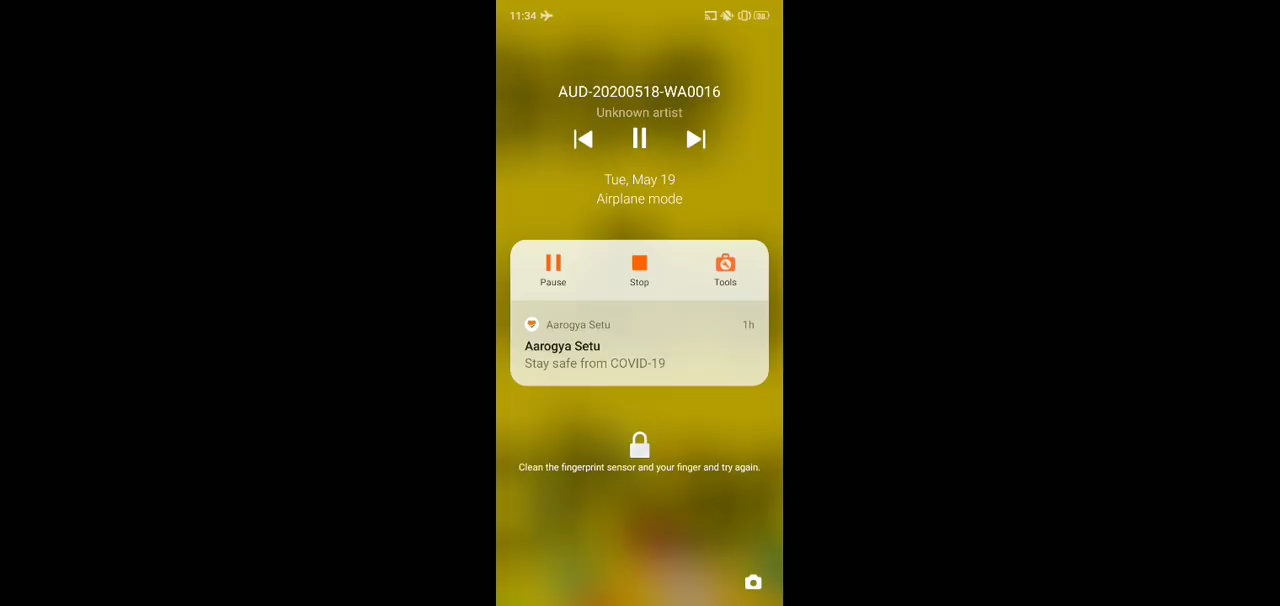 11:34
38
AUD-20200518-WA0016
Unknown artist
Tue, May 19
Airplane mode
Pause Stop Tools
Aarogya Setu 1h
Aarogya Setu
Stay safe from COVID-19
Clean the fingerprint sensor and your finger and try again.